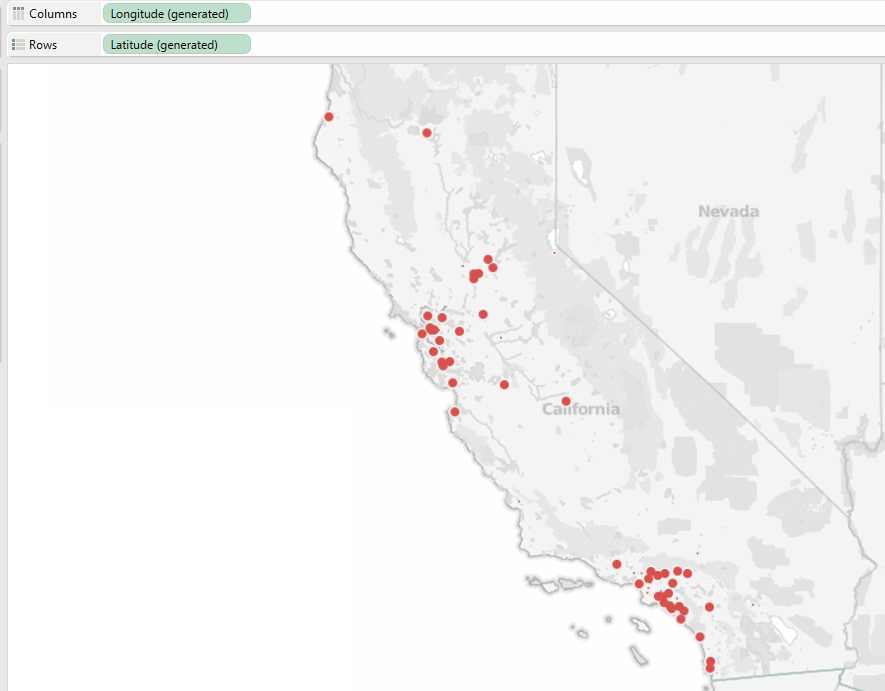 Columns
Longitude (generated)
Rows
Latitude (generated)
Nevada
California